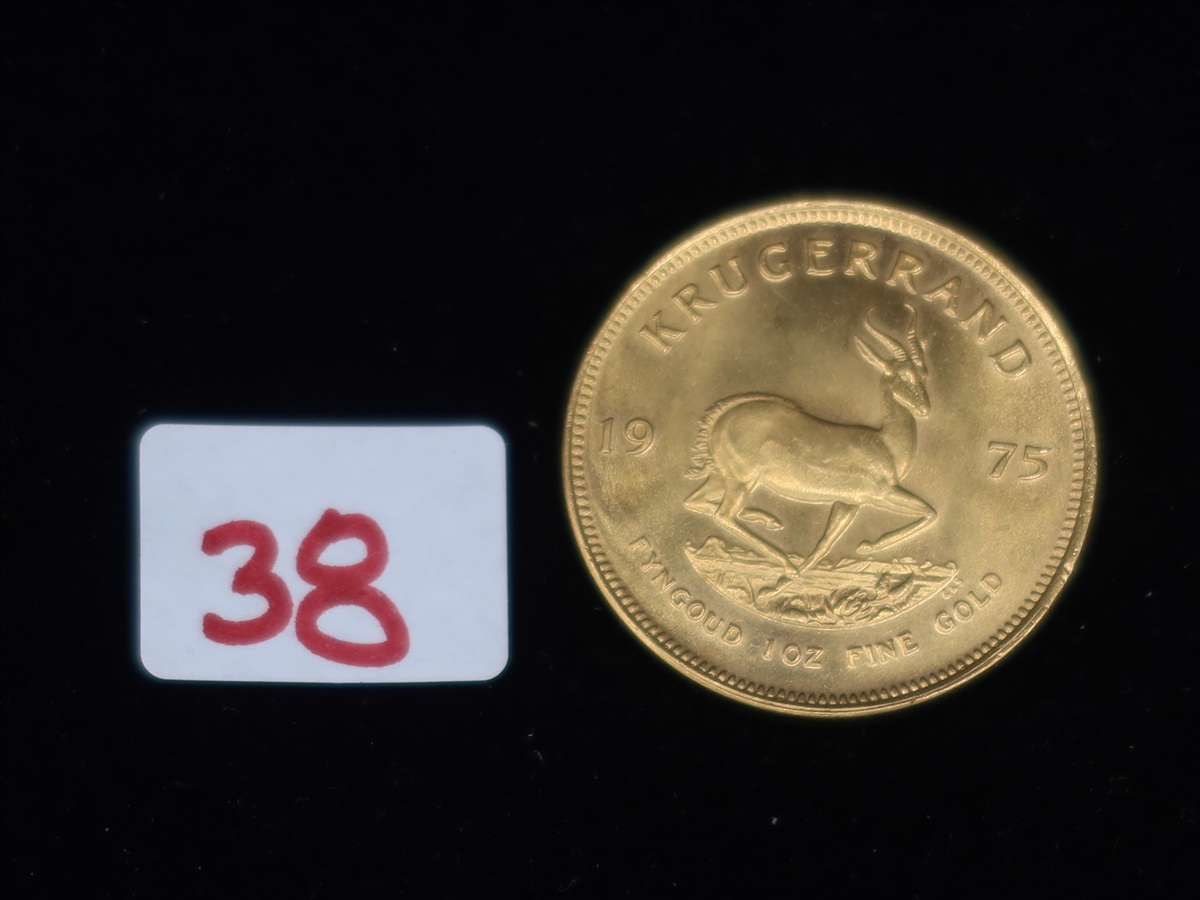 38
KRUGERRAND
19 75
FYNGOUD 1OZ FINE GOLD